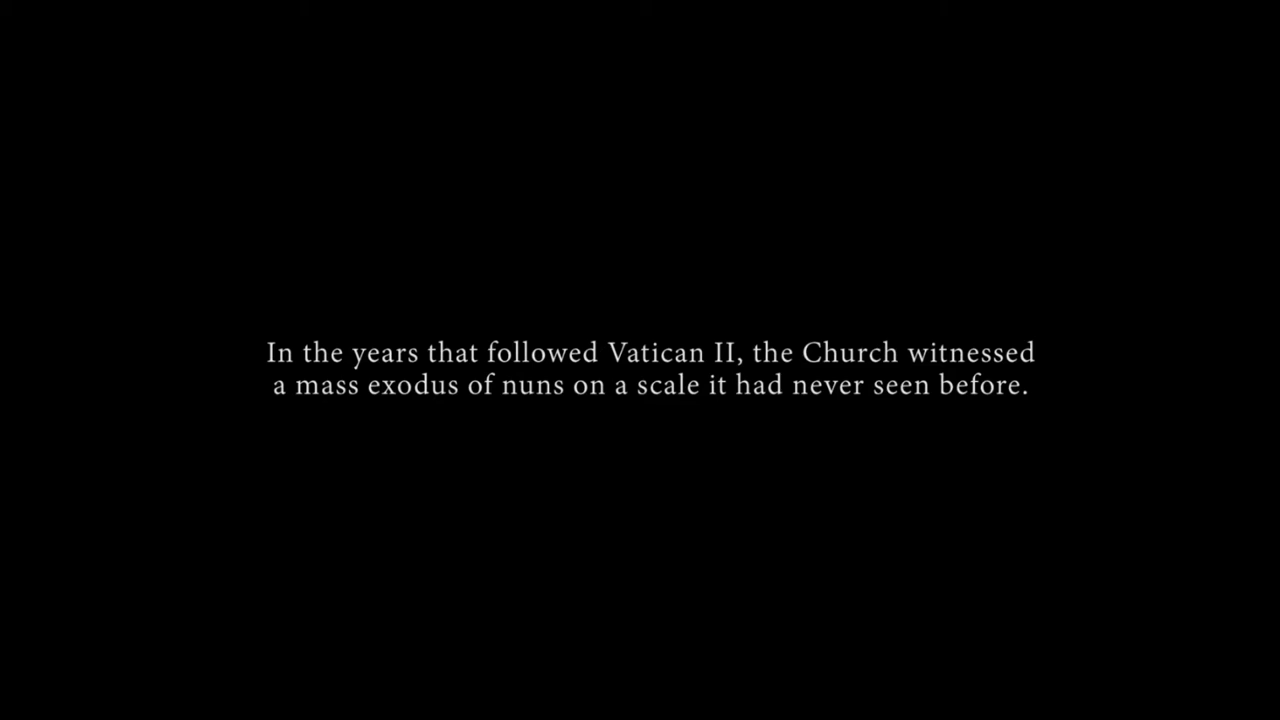 In the years that followed Vatican II, the Church witnessed
a mass exodus of nuns on a scale it had never seen before.